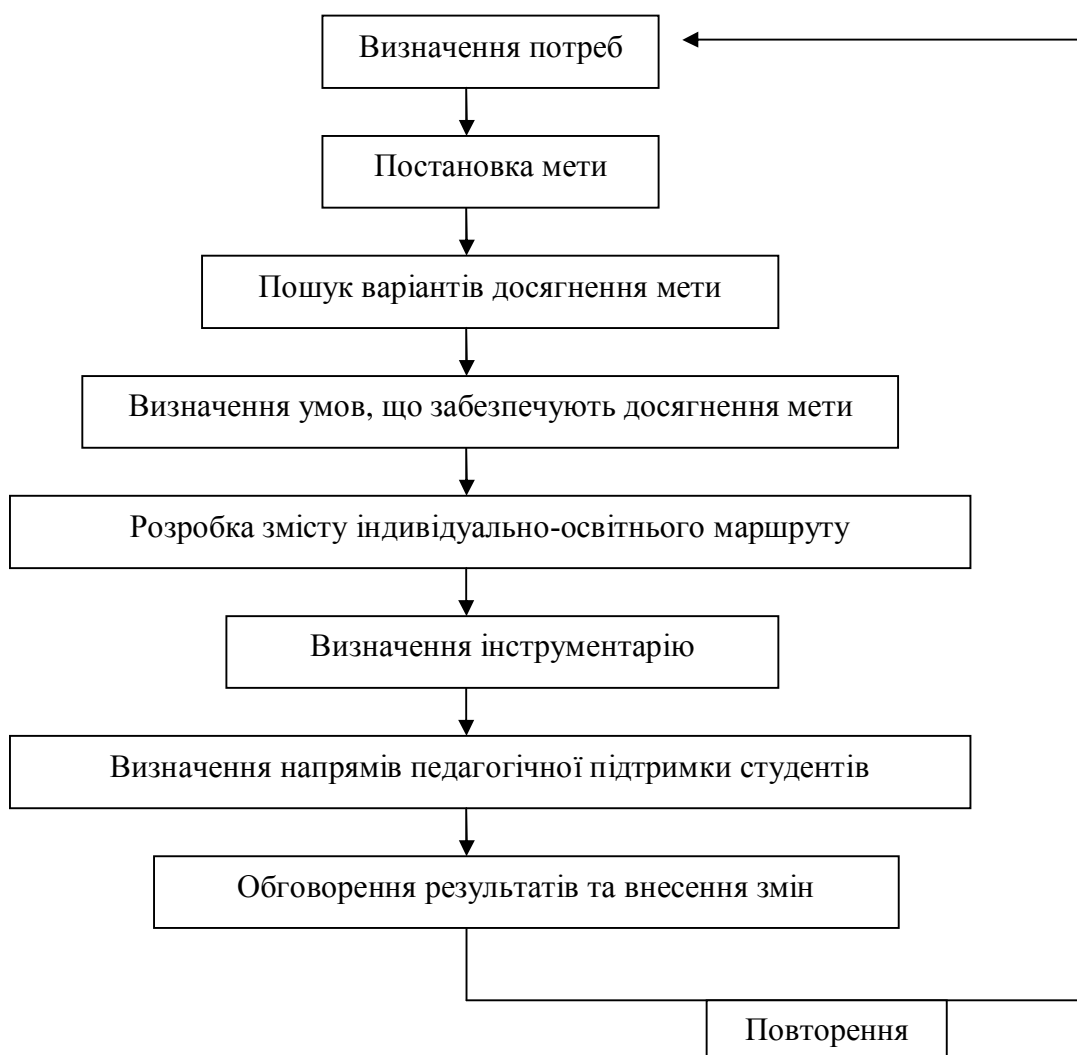 Визначення потреб
Постановка мети
Пошук варіантів досягнення мети
Визначення умов, що забезпечують досягнення мети
Розробка змісту індивідуально-освітнього маршруту
Визначення інструментарію
Визначення напрямів педагогічної підтримки студентів
Обговорення результатів та внесення змін
Повторення